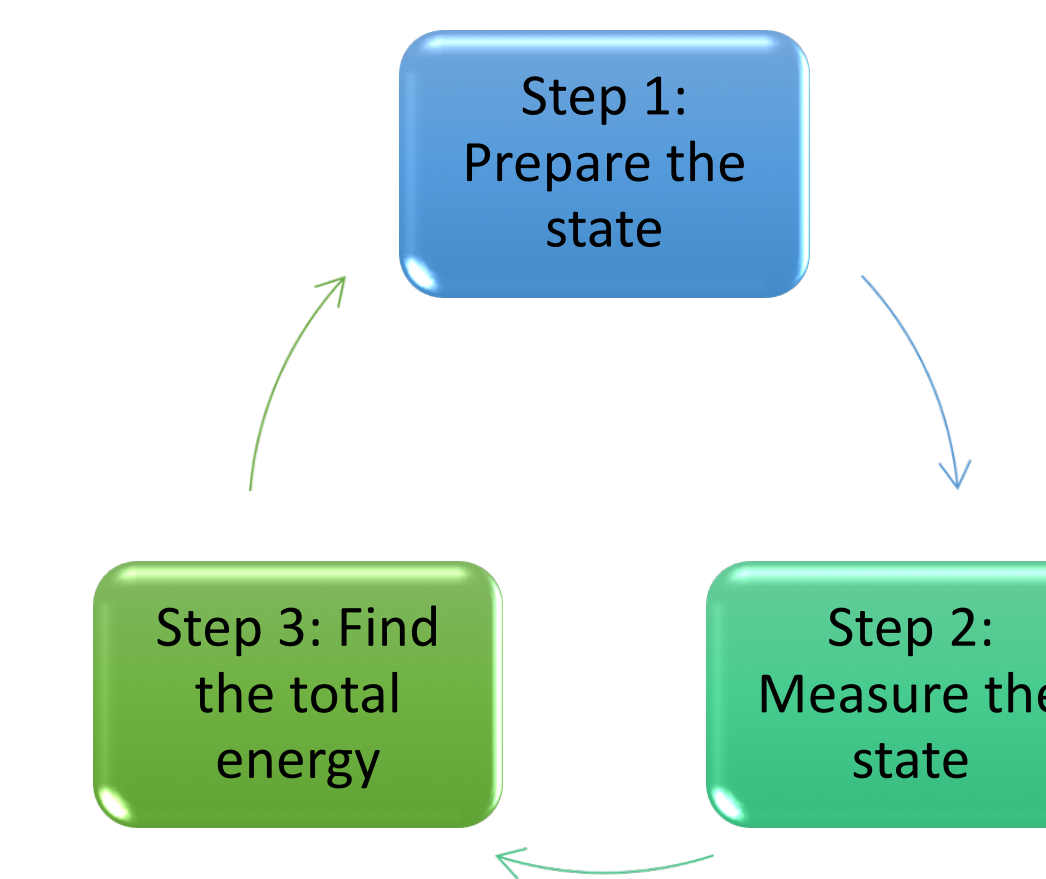 Step 1:
Prepare the
state
Step 3: Find
the total
energy
Step 2:
Measure the
state